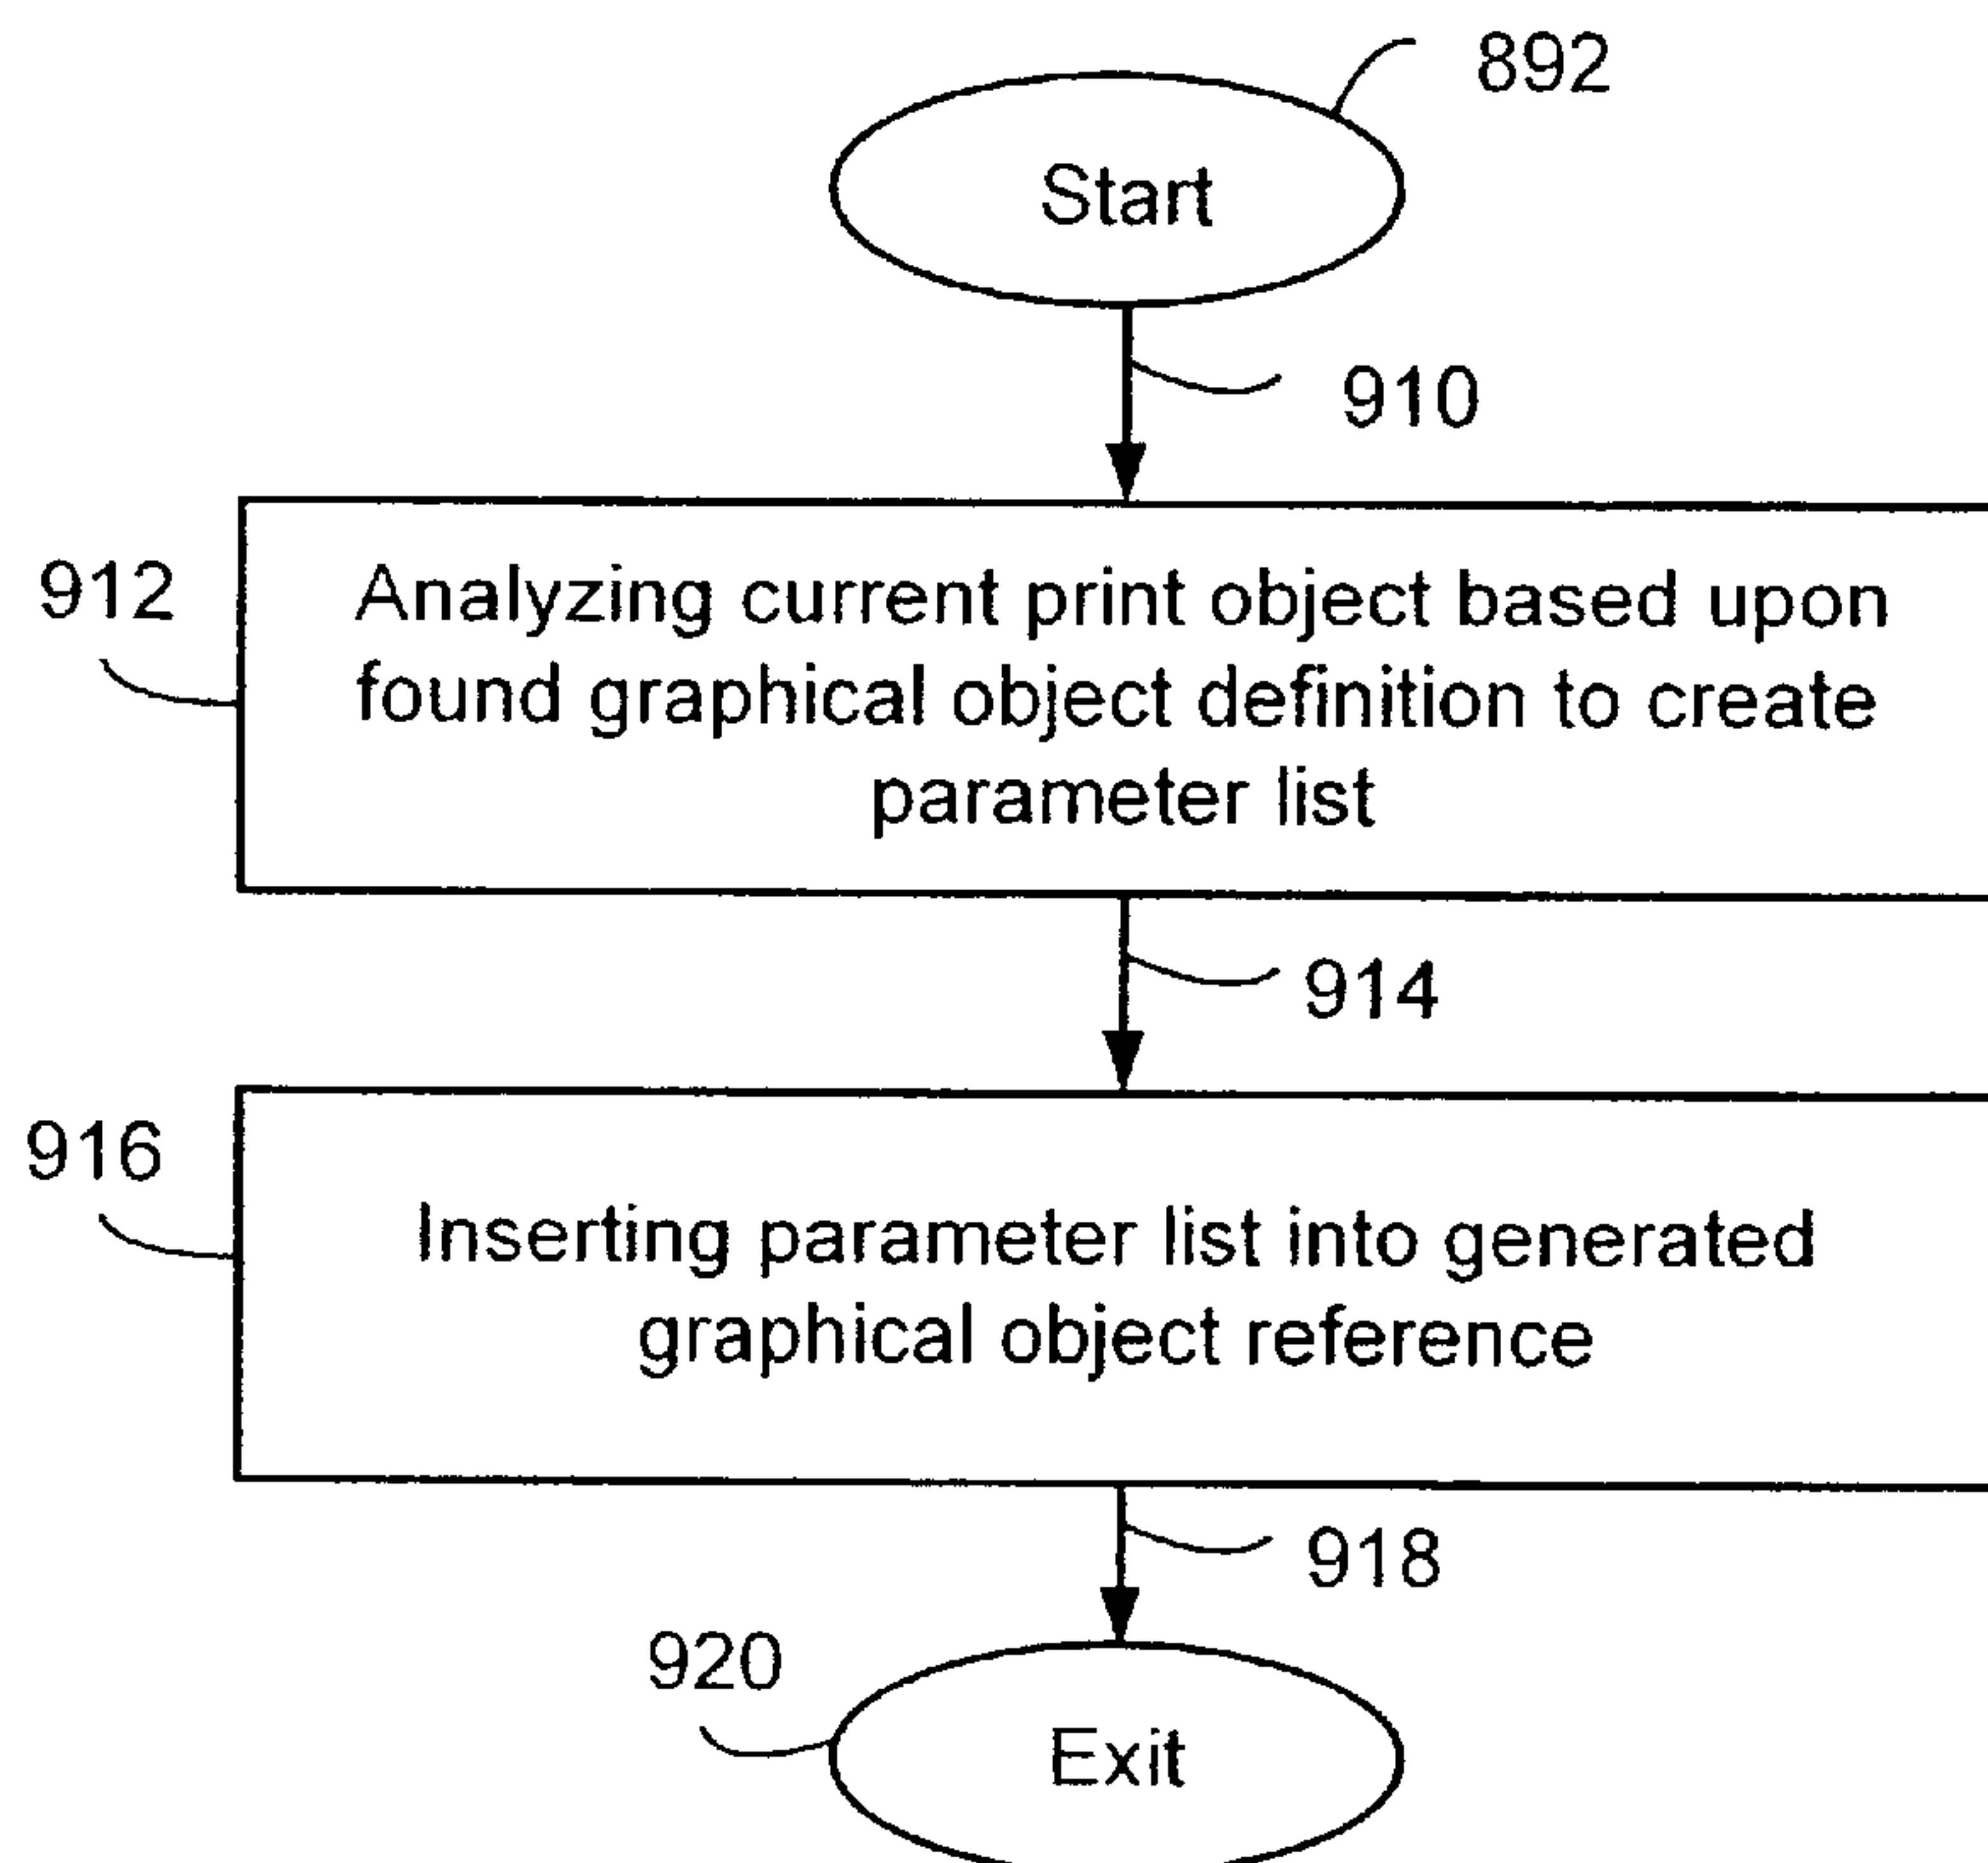 892
Start
910
912
Analyzing current print object based upon
found graphical object definition to create
parameter list
914
916
Inserting parameter list into generated
graphical object reference
918
920
Exit